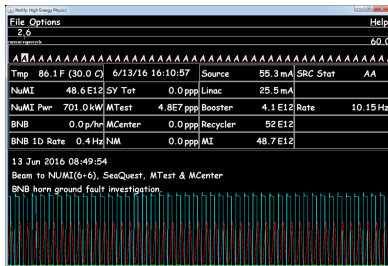 Notify: High Energy Physics
File Options Help
2,6
current supercycle 60.0
A A A A A A A A A A A A A A A A A A A A A A A A A A A A A A A A A A A A A A A A
Tmp 86.1 F (30.0 C) 6/13/16 16:10:57 Source 55.3 mA SRC Stat AA
NuMI 48.6 E12 SY Tot 0.0 ppp Linac 25.5 mA
NuMI Pwr 701.0 kW MTest 4.8E7 ppp Booster 4.1 E12 Rate 10.15 Hz
BNB 0.0 p/hr MCenter 0.0 ppp Recycler 52 E12
BNB 1D Rate 0.4 Hz NM 0.0 ppp MI 48.7 E12
13 Jun 2016 08:49:54
Beam to NUMI(6+6), SeaQuest, MTest & MCenter
BNB horn ground fault investigation.